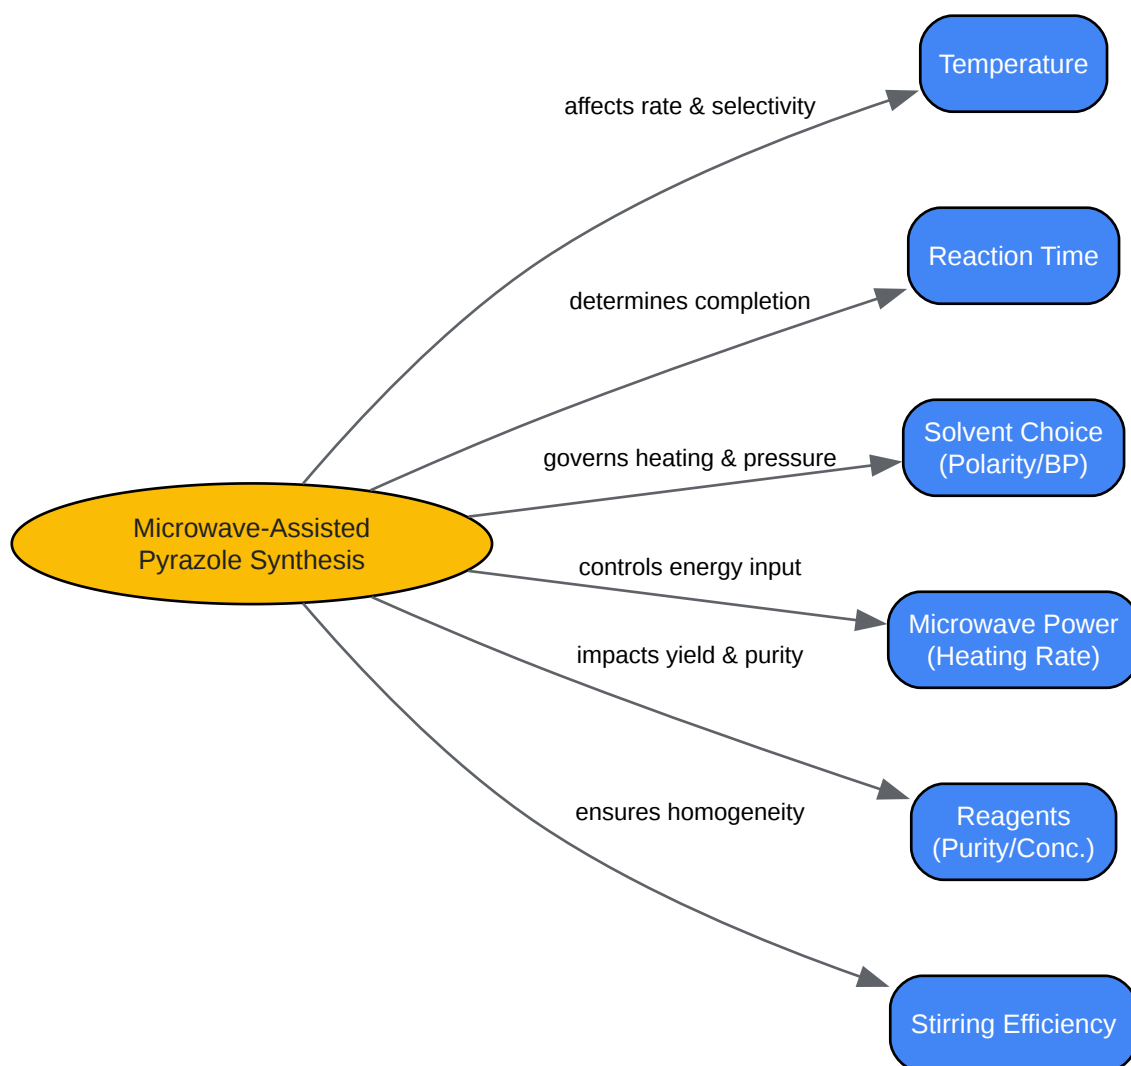 Temperature
affects rate & selectivity
Reaction Time
determines completion
Solvent Choice
(Polarity/BP)
governs heating & pressure
Microwave-Assisted
Pyrazole Synthesis
controls energy input
Microwave Power
(Heating Rate)
impacts yield & purity
Reagents
(Purity/Conc.)
ensures homogeneity
Stirring Efficiency